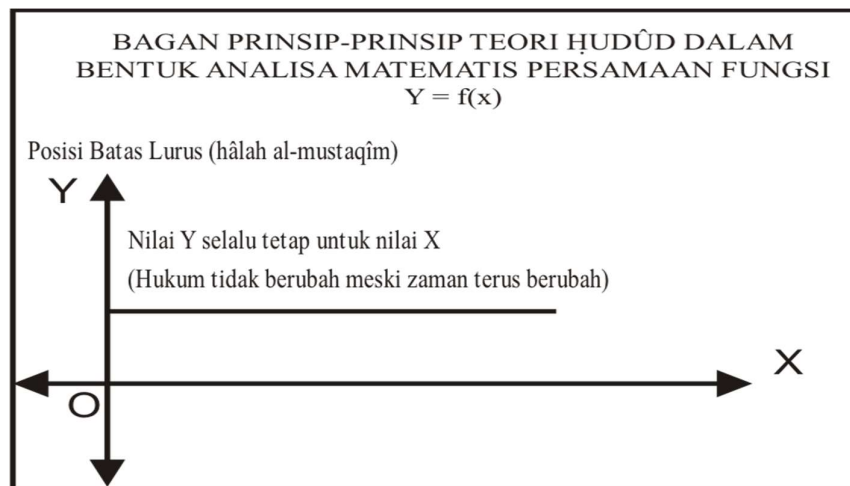 BAGAN PRINSIP-PRINSIP TEORI ḤUDÛD DALAM
BENTUK ANALISA MATEMATIS PERSAMAAN FUNGSI
Y = f(x)
Posisi Batas Lurus (hâlah al-mustaqîm)
Y
Nilai Y selalu tetap untuk nilai X
(Hukum tidak berubah meski zaman terus berubah)
X
O